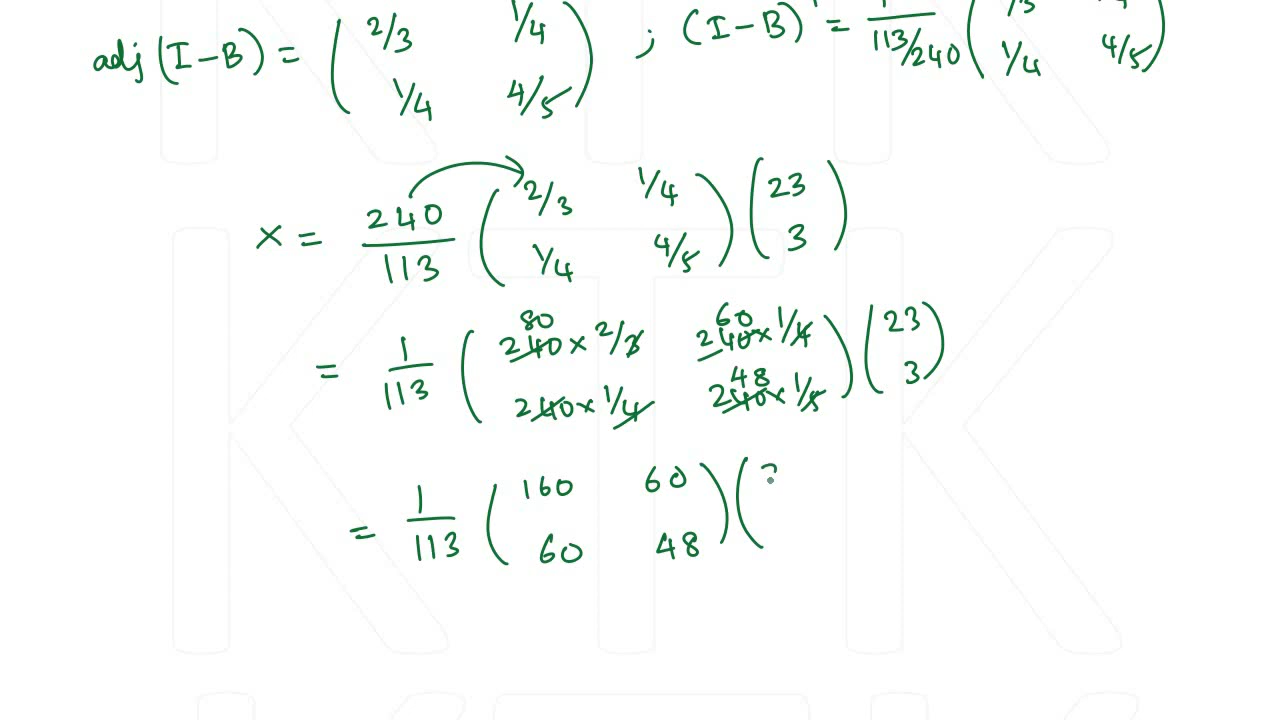 adj (I-B) = ( 2/3 1/4 ; (I-B) = 1/113/240 ( /3
1/4 4/5 ) 1/4 4/5 )
X = 240/113 ( 2/3 1/4 ) ( 23
1/4 4/5 3 )
= 1/113 ( 80 240 × 2/3 60 240 × 1/4 ) ( 23
240 × 1/4 48 240 × 1/5 3 )
= 1/113 ( 160 60 ) (
60 48
KTK